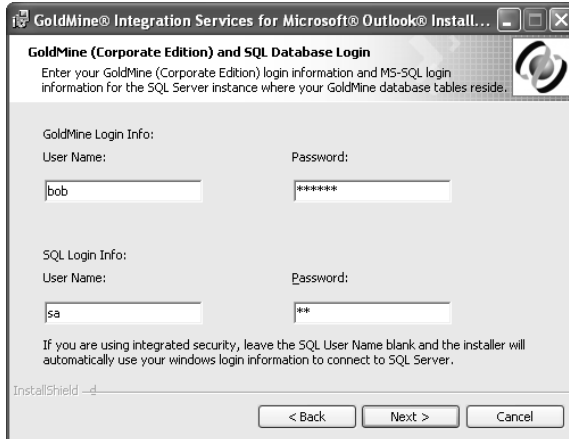 GoldMine® Integration Services for Microsoft® Outlook® Install...
GoldMine (Corporate Edition) and SQL Database Login
Enter your GoldMine (Corporate Edition) login information and MS-SQL login
information for the SQL Server instance where your GoldMine database tables reside.
GoldMine Login Info:
User Name: Password:
bob ******
SQL Login Info:
User Name: Password:
sa **
If you are using integrated security, leave the SQL User Name blank and the installer will
automatically use your windows login information to connect to SQL Server.
InstallShield - d
< Back Next > Cancel